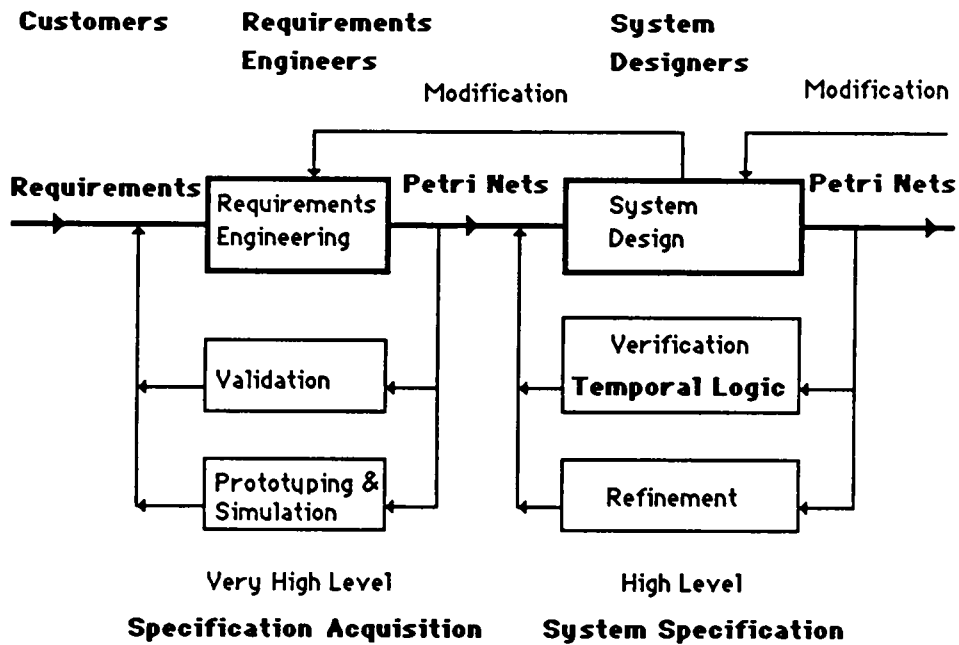 Customers
Requirements
Engineers
System
Designers
Modification
Modification
Requirements
Petri Nets
Petri Nets
Requirements
Engineering
System
Design
Validation
Verification
Temporal Logic
Prototyping &
Simulation
Refinement
Very High Level
High Level
Specification Acquisition
System Specification